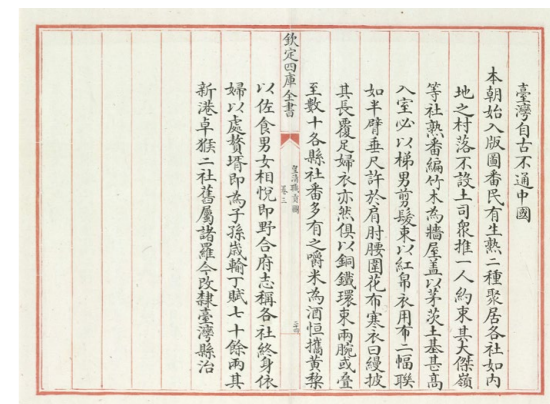 臺灣自古不通中國
本朝始入版圖番民有生熟二種聚居各社如内
地之村落不設土司衆推一人約束其大傑嶺
等社熟番編竹木為牆屋盖以茅茨土基甚高
入室必以梯男剪髮束以紅帛衣用布二幅聯
如半臂垂尺許於肩肘腰圍花布寒衣曰縵披
其長覆足婦衣亦然俱以銅鐵環束兩腕或叠
至數十各縣社番多有之嚼米為酒恒攜黄黎
欽定四庫全書
皇清職貢圖
卷三
以佐食男女相悦即野合府志稱各社終身依
婦以處贅壻即為子孫歲輸丁賦七十餘兩其
新港卓猴二社舊屬諸羅今改隸臺灣縣治